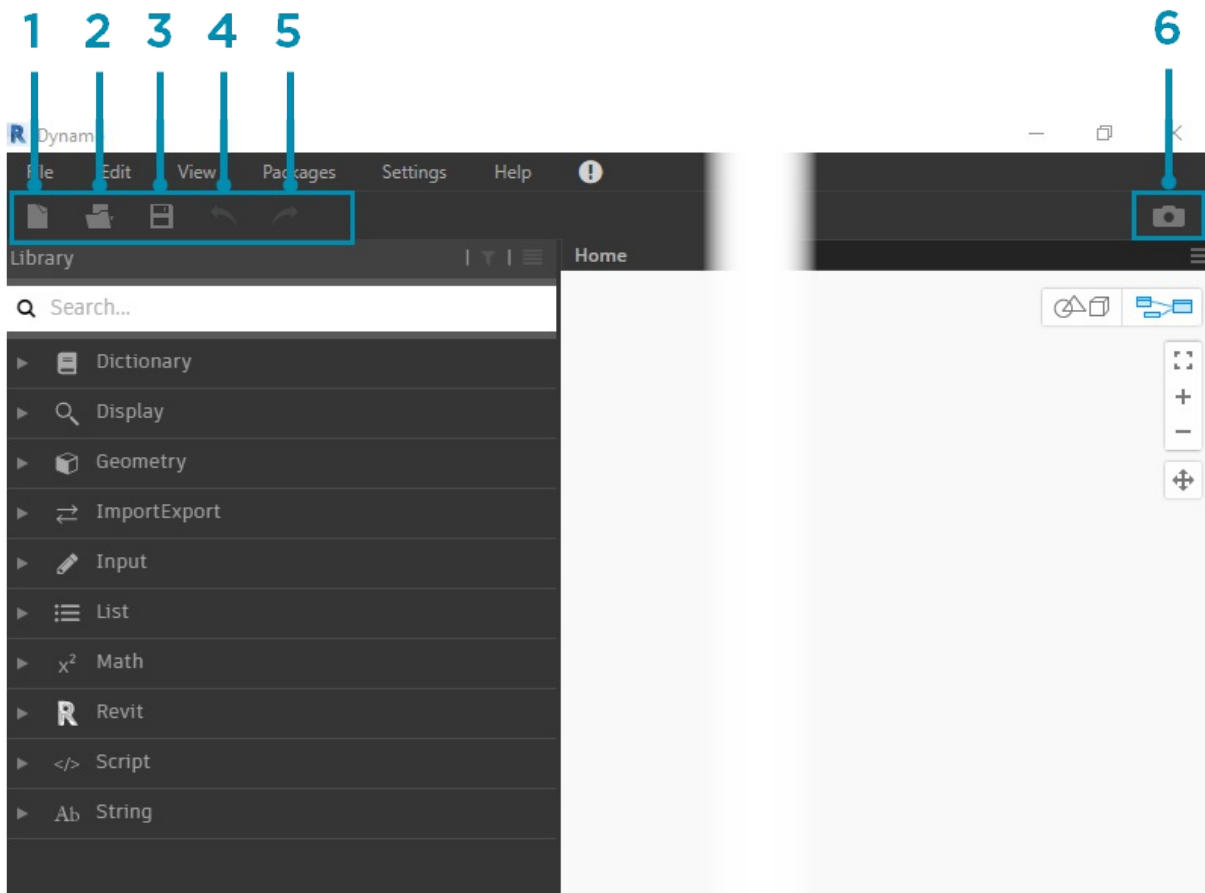 1 2 3 4 5 6
R Dynam
File Edit View Packages Settings Help !
Library
Home
Search...
Dictionary
Display
Geometry
ImportExport
Input
List
x² Math
R Revit
</> Script
Ab String